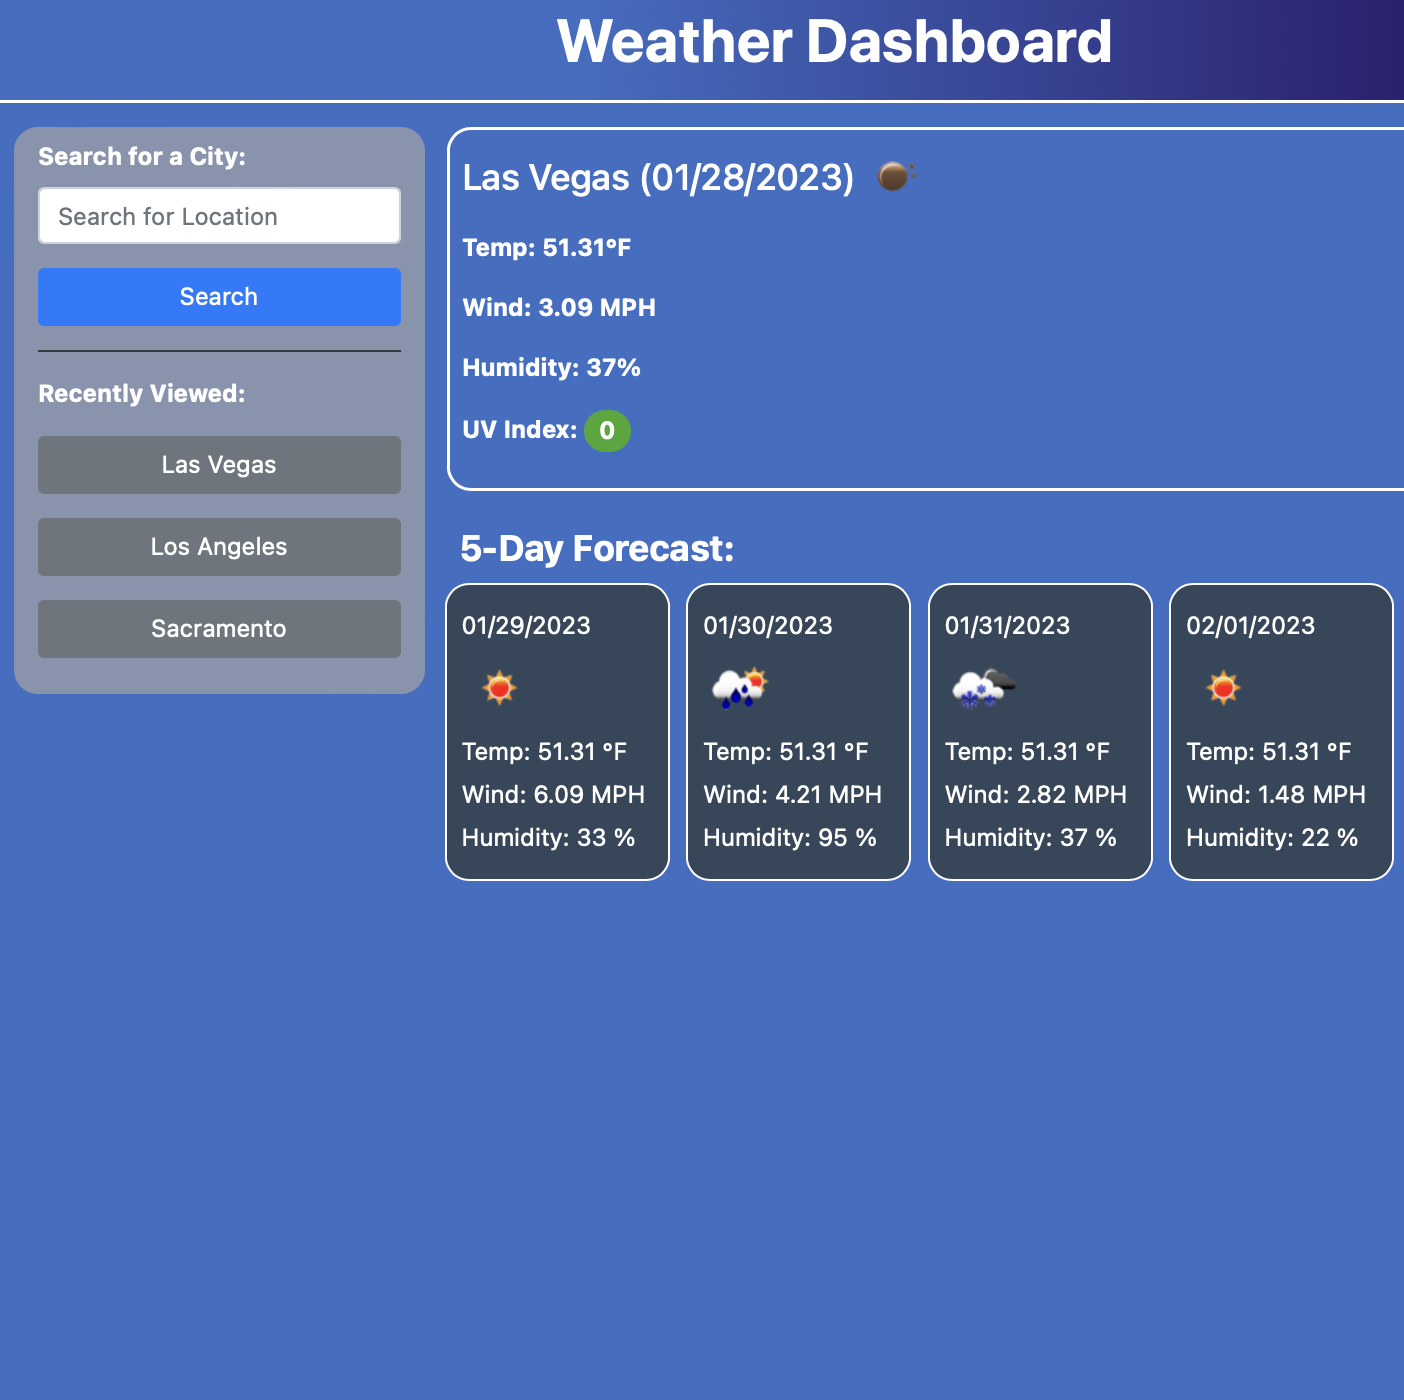 Weather Dashboard
Search for a City:
Search for Location
Search
Recently Viewed:
Las Vegas
Los Angeles
Sacramento
Las Vegas (01/28/2023)
Temp: 51.31°F
Wind: 3.09 MPH
Humidity: 37%
UV Index: 0
5-Day Forecast:
01/29/2023
Temp: 51.31 °F
Wind: 6.09 MPH
Humidity: 33 %
01/30/2023
Temp: 51.31 °F
Wind: 4.21 MPH
Humidity: 95 %
01/31/2023
Temp: 51.31 °F
Wind: 2.82 MPH
Humidity: 37 %
02/01/2023
Temp: 51.31 °F
Wind: 1.48 MPH
Humidity: 22 %